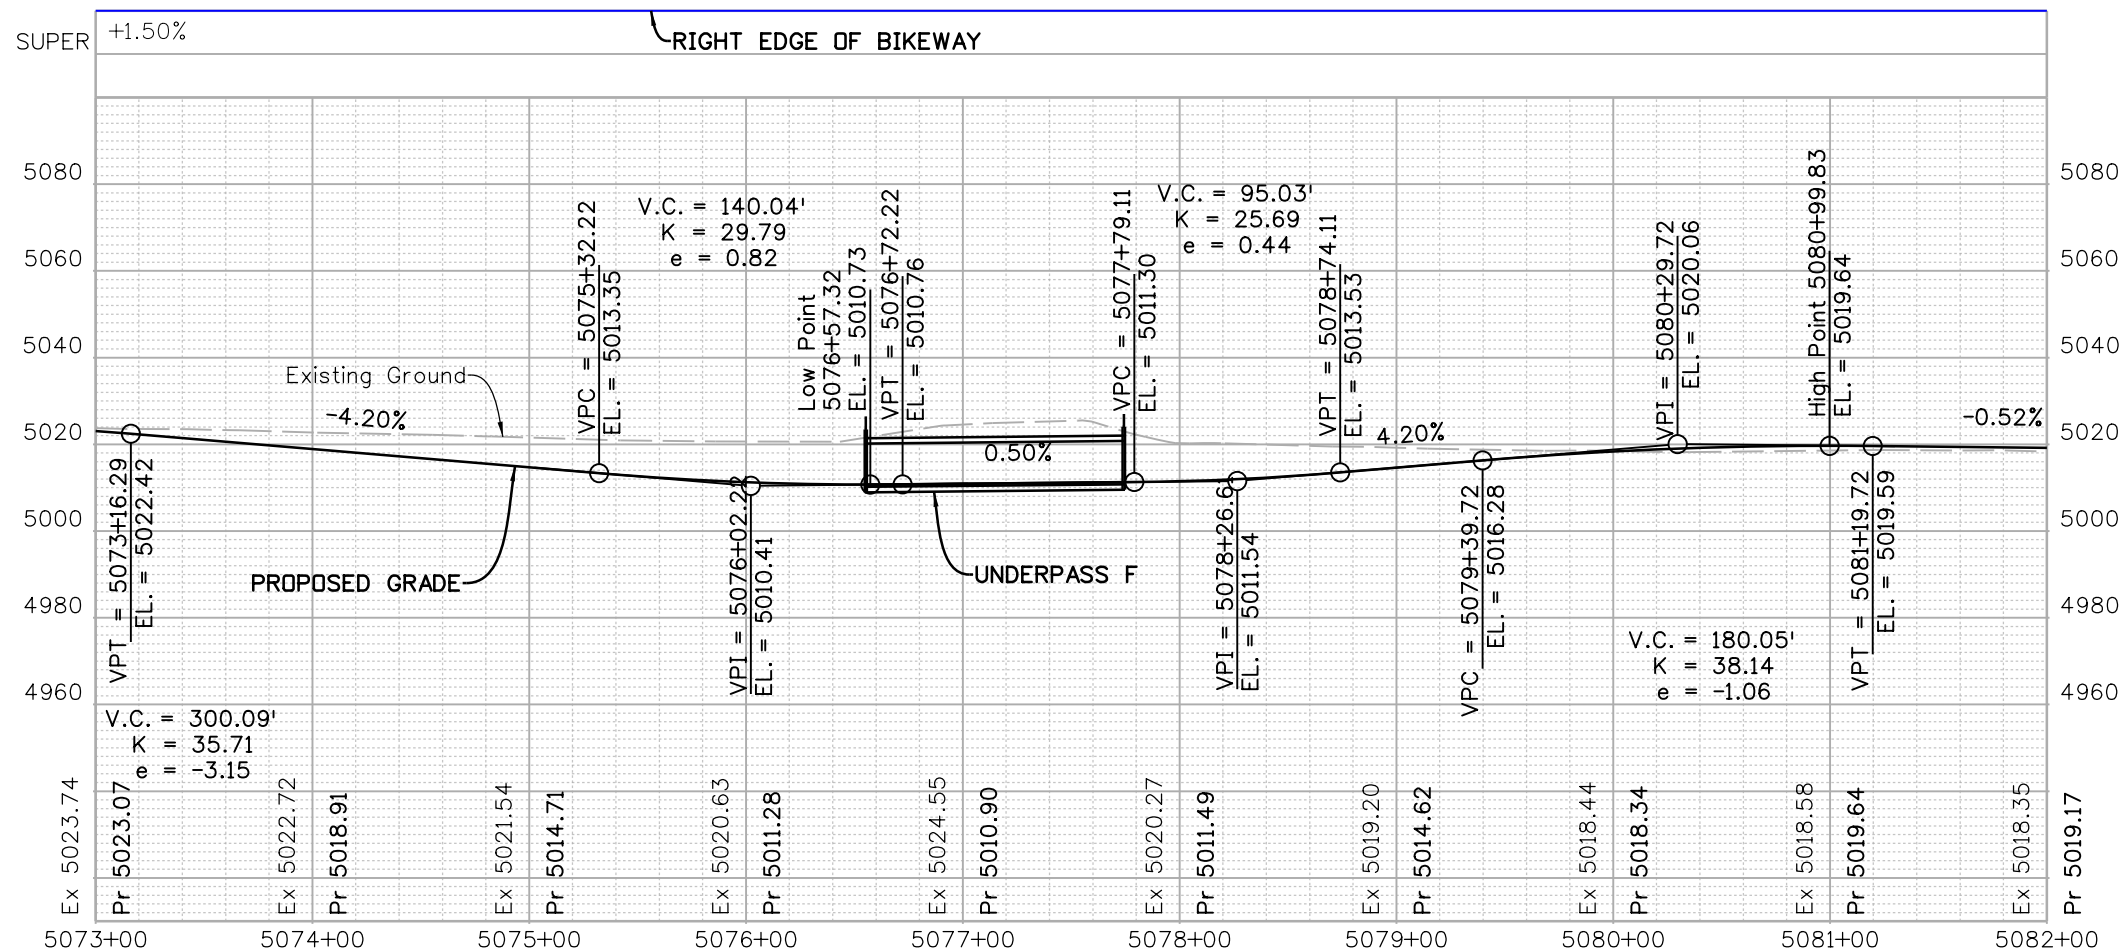 SUPER
+1.50%
RIGHT EDGE OF BIKEWAY
5080
5060
5040
5020
5000
4980
4960
5080
5060
5040
5020
5000
4980
4960
Existing Ground
-4.20%
PROPOSED GRADE
VPT = 5073+16.29
EL. = 5022.42
V.C. = 300.09'
K = 35.71
e = -3.15
VPC = 5075+32.22
EL. = 5013.35
V.C. = 140.04'
K = 29.79
e = 0.82
VPI = 5076+02.22
EL. = 5010.41
Low Point
5076+57.32
EL. = 5010.73
VPT = 5076+72.22
EL. = 5010.76
0.50%
UNDERPASS F
VPC = 5077+79.11
EL. = 5011.30
V.C. = 95.03'
K = 25.69
e = 0.44
VPI = 5078+26.61
EL. = 5011.54
VPT = 5078+74.11
EL. = 5013.53
4.20%
VPC = 5079+39.72
EL. = 5016.28
VPI = 5080+29.72
EL. = 5020.06
V.C. = 180.05'
K = 38.14
e = -1.06
High Point 5080+99.83
EL. = 5019.64
VPT = 5081+19.72
EL. = 5019.59
-0.52%
Ex 5023.74
Pr 5023.07
Ex 5022.72
Pr 5018.91
Ex 5021.54
Pr 5014.71
Ex 5020.63
Pr 5011.28
Ex 5024.55
Pr 5010.90
Ex 5020.27
Pr 5011.49
Ex 5019.20
Pr 5014.62
Ex 5018.44
Pr 5018.34
Ex 5018.58
Pr 5019.64
Ex 5018.35
Pr 5019.17
5073+00
5074+00
5075+00
5076+00
5077+00
5078+00
5079+00
5080+00
5081+00
5082+00